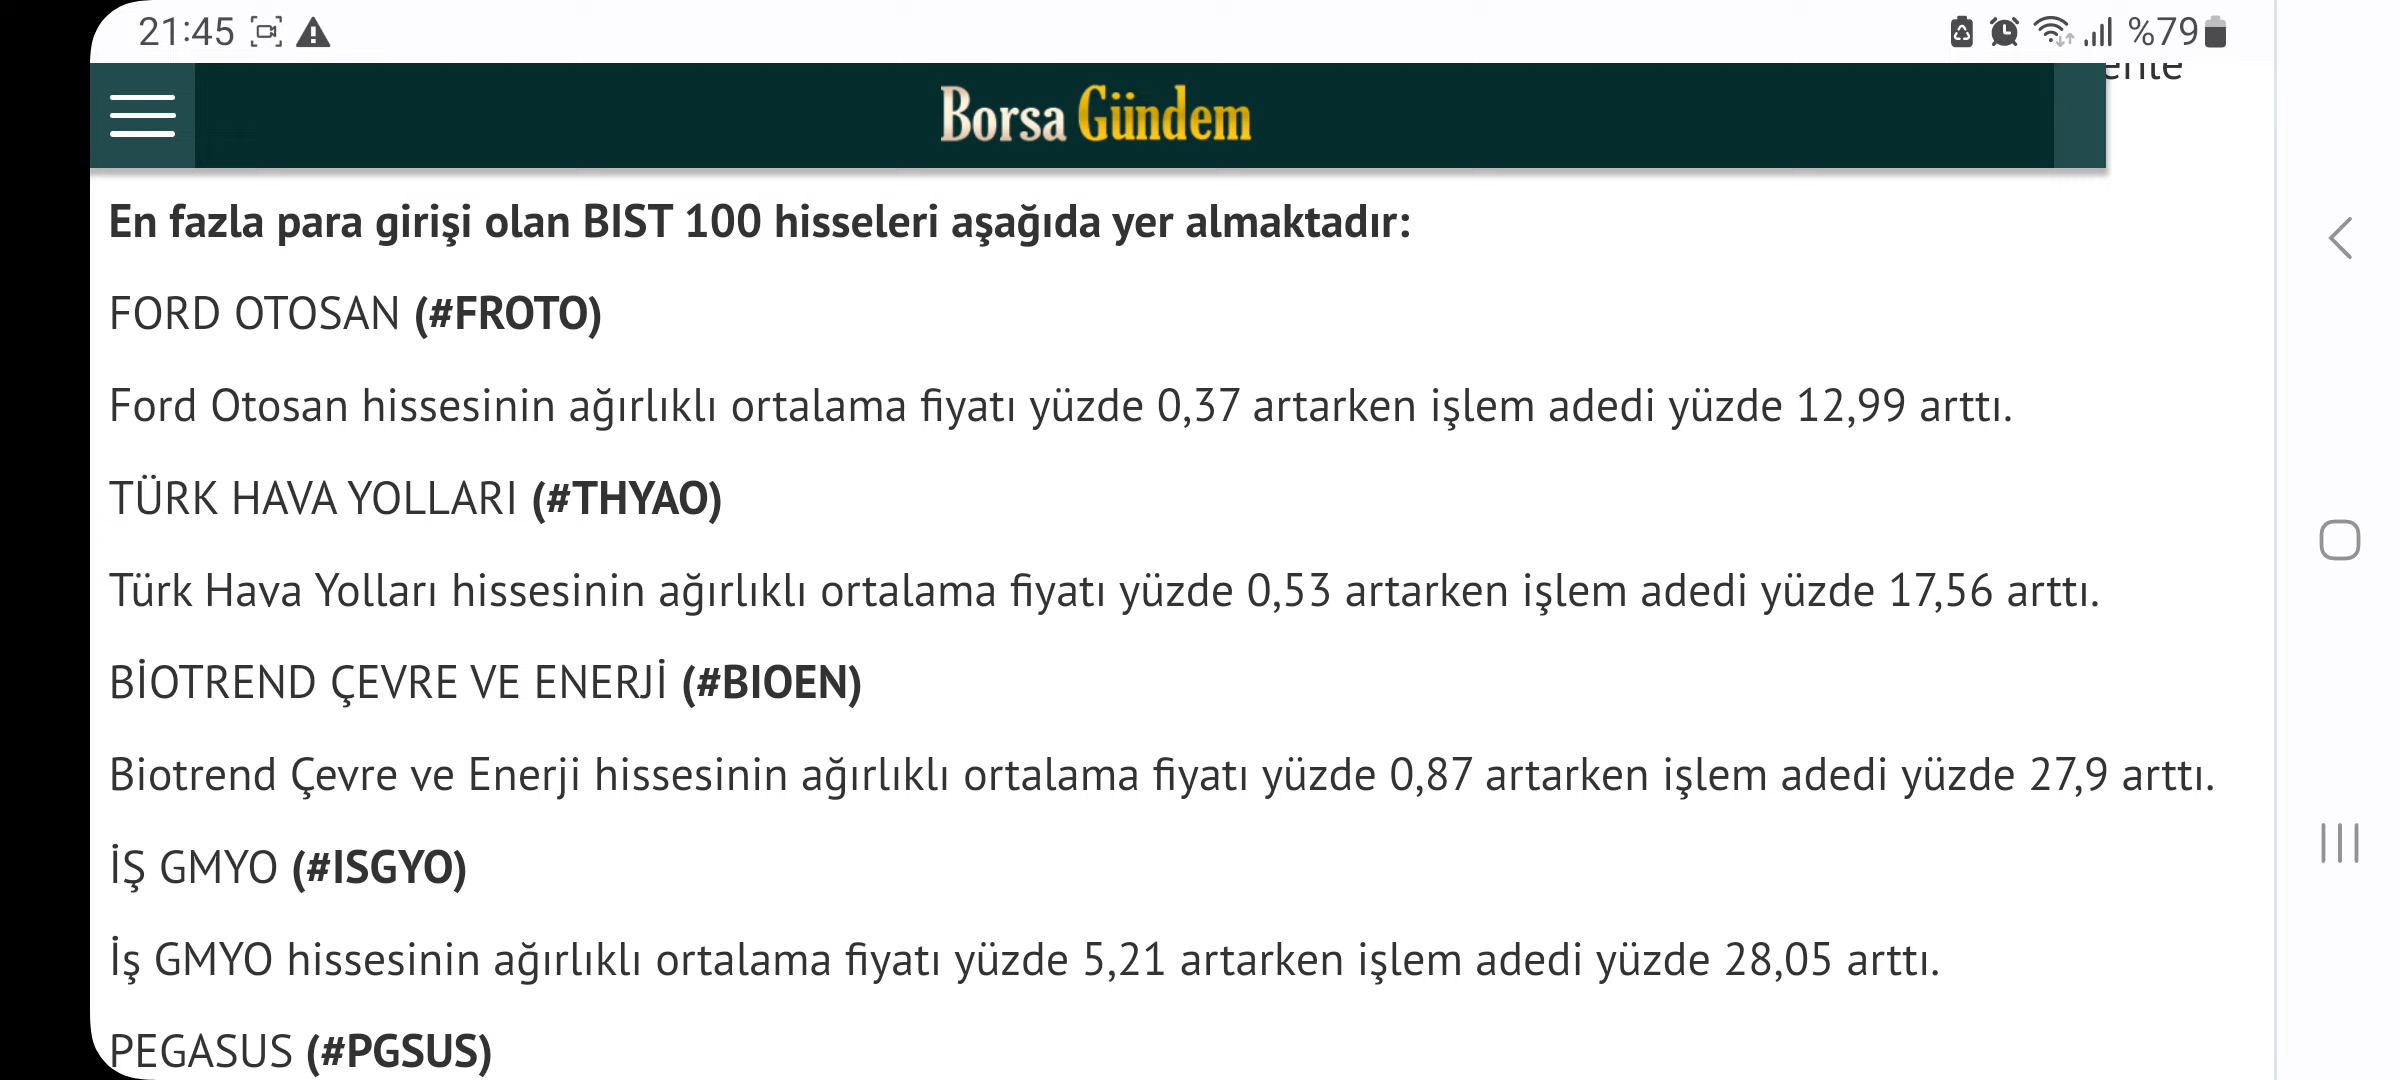 21:45 %79
Borsa Gündem
En fazla para girişi olan BIST 100 hisseleri aşağıda yer almaktadır:
FORD OTOSAN (#FROTO)
Ford Otosan hissesinin ağırlıklı ortalama fiyatı yüzde 0,37 artarken işlem adedi yüzde 12,99 arttı.
TÜRK HAVA YOLLARI (#THYAO)
Türk Hava Yolları hissesinin ağırlıklı ortalama fiyatı yüzde 0,53 artarken işlem adedi yüzde 17,56 arttı.
BİOTREND ÇEVRE VE ENERJİ (#BIOEN)
Biotrend Çevre ve Enerji hissesinin ağırlıklı ortalama fiyatı yüzde 0,87 artarken işlem adedi yüzde 27,9 arttı.
İŞ GMYO (#ISGYO)
İş GMYO hissesinin ağırlıklı ortalama fiyatı yüzde 5,21 artarken işlem adedi yüzde 28,05 arttı.
PEGASUS (#PGSUS)